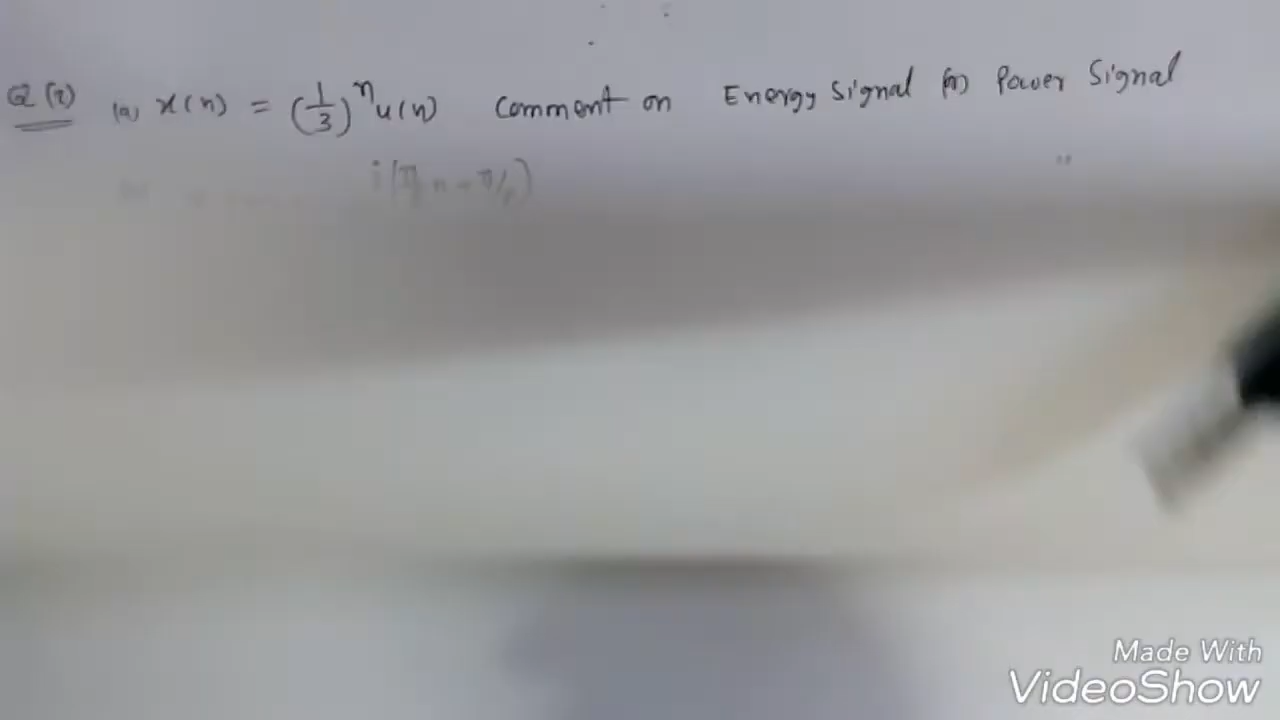 Q(2) (a) x(n) = (1/3)^n u(n) Comment on Energy Signal (or) Power Signal
Made With
VideoShow